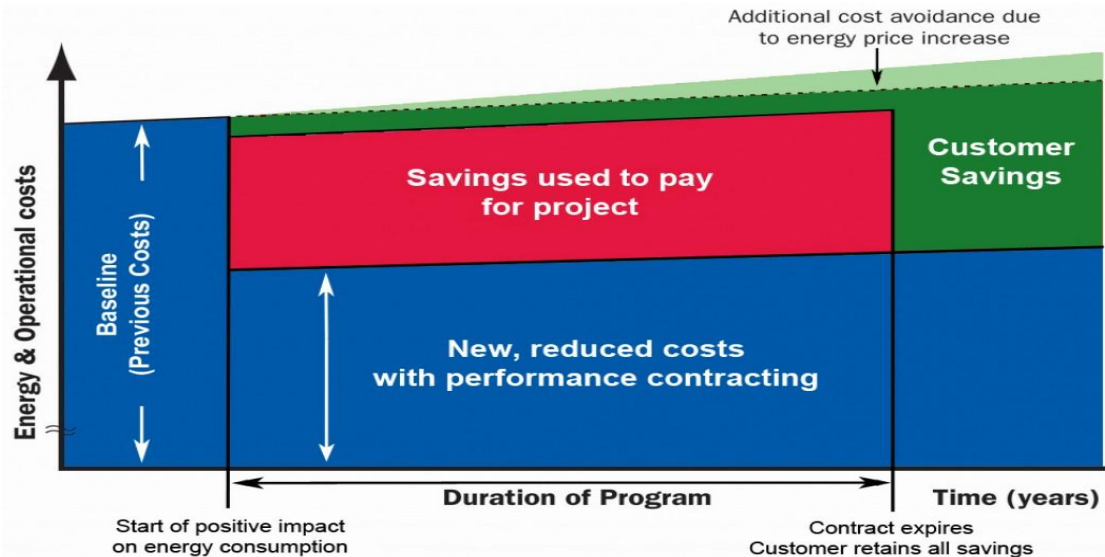 Additional cost avoidance due
to energy price increase
Energy & Operational costs
Baseline
(Previous Costs)
Savings used to pay
for project
Customer
Savings
New, reduced costs
with performance contracting
Duration of Program
Time (years)
Start of positive impact
on energy consumption
Contract expires
Customer retains all savings